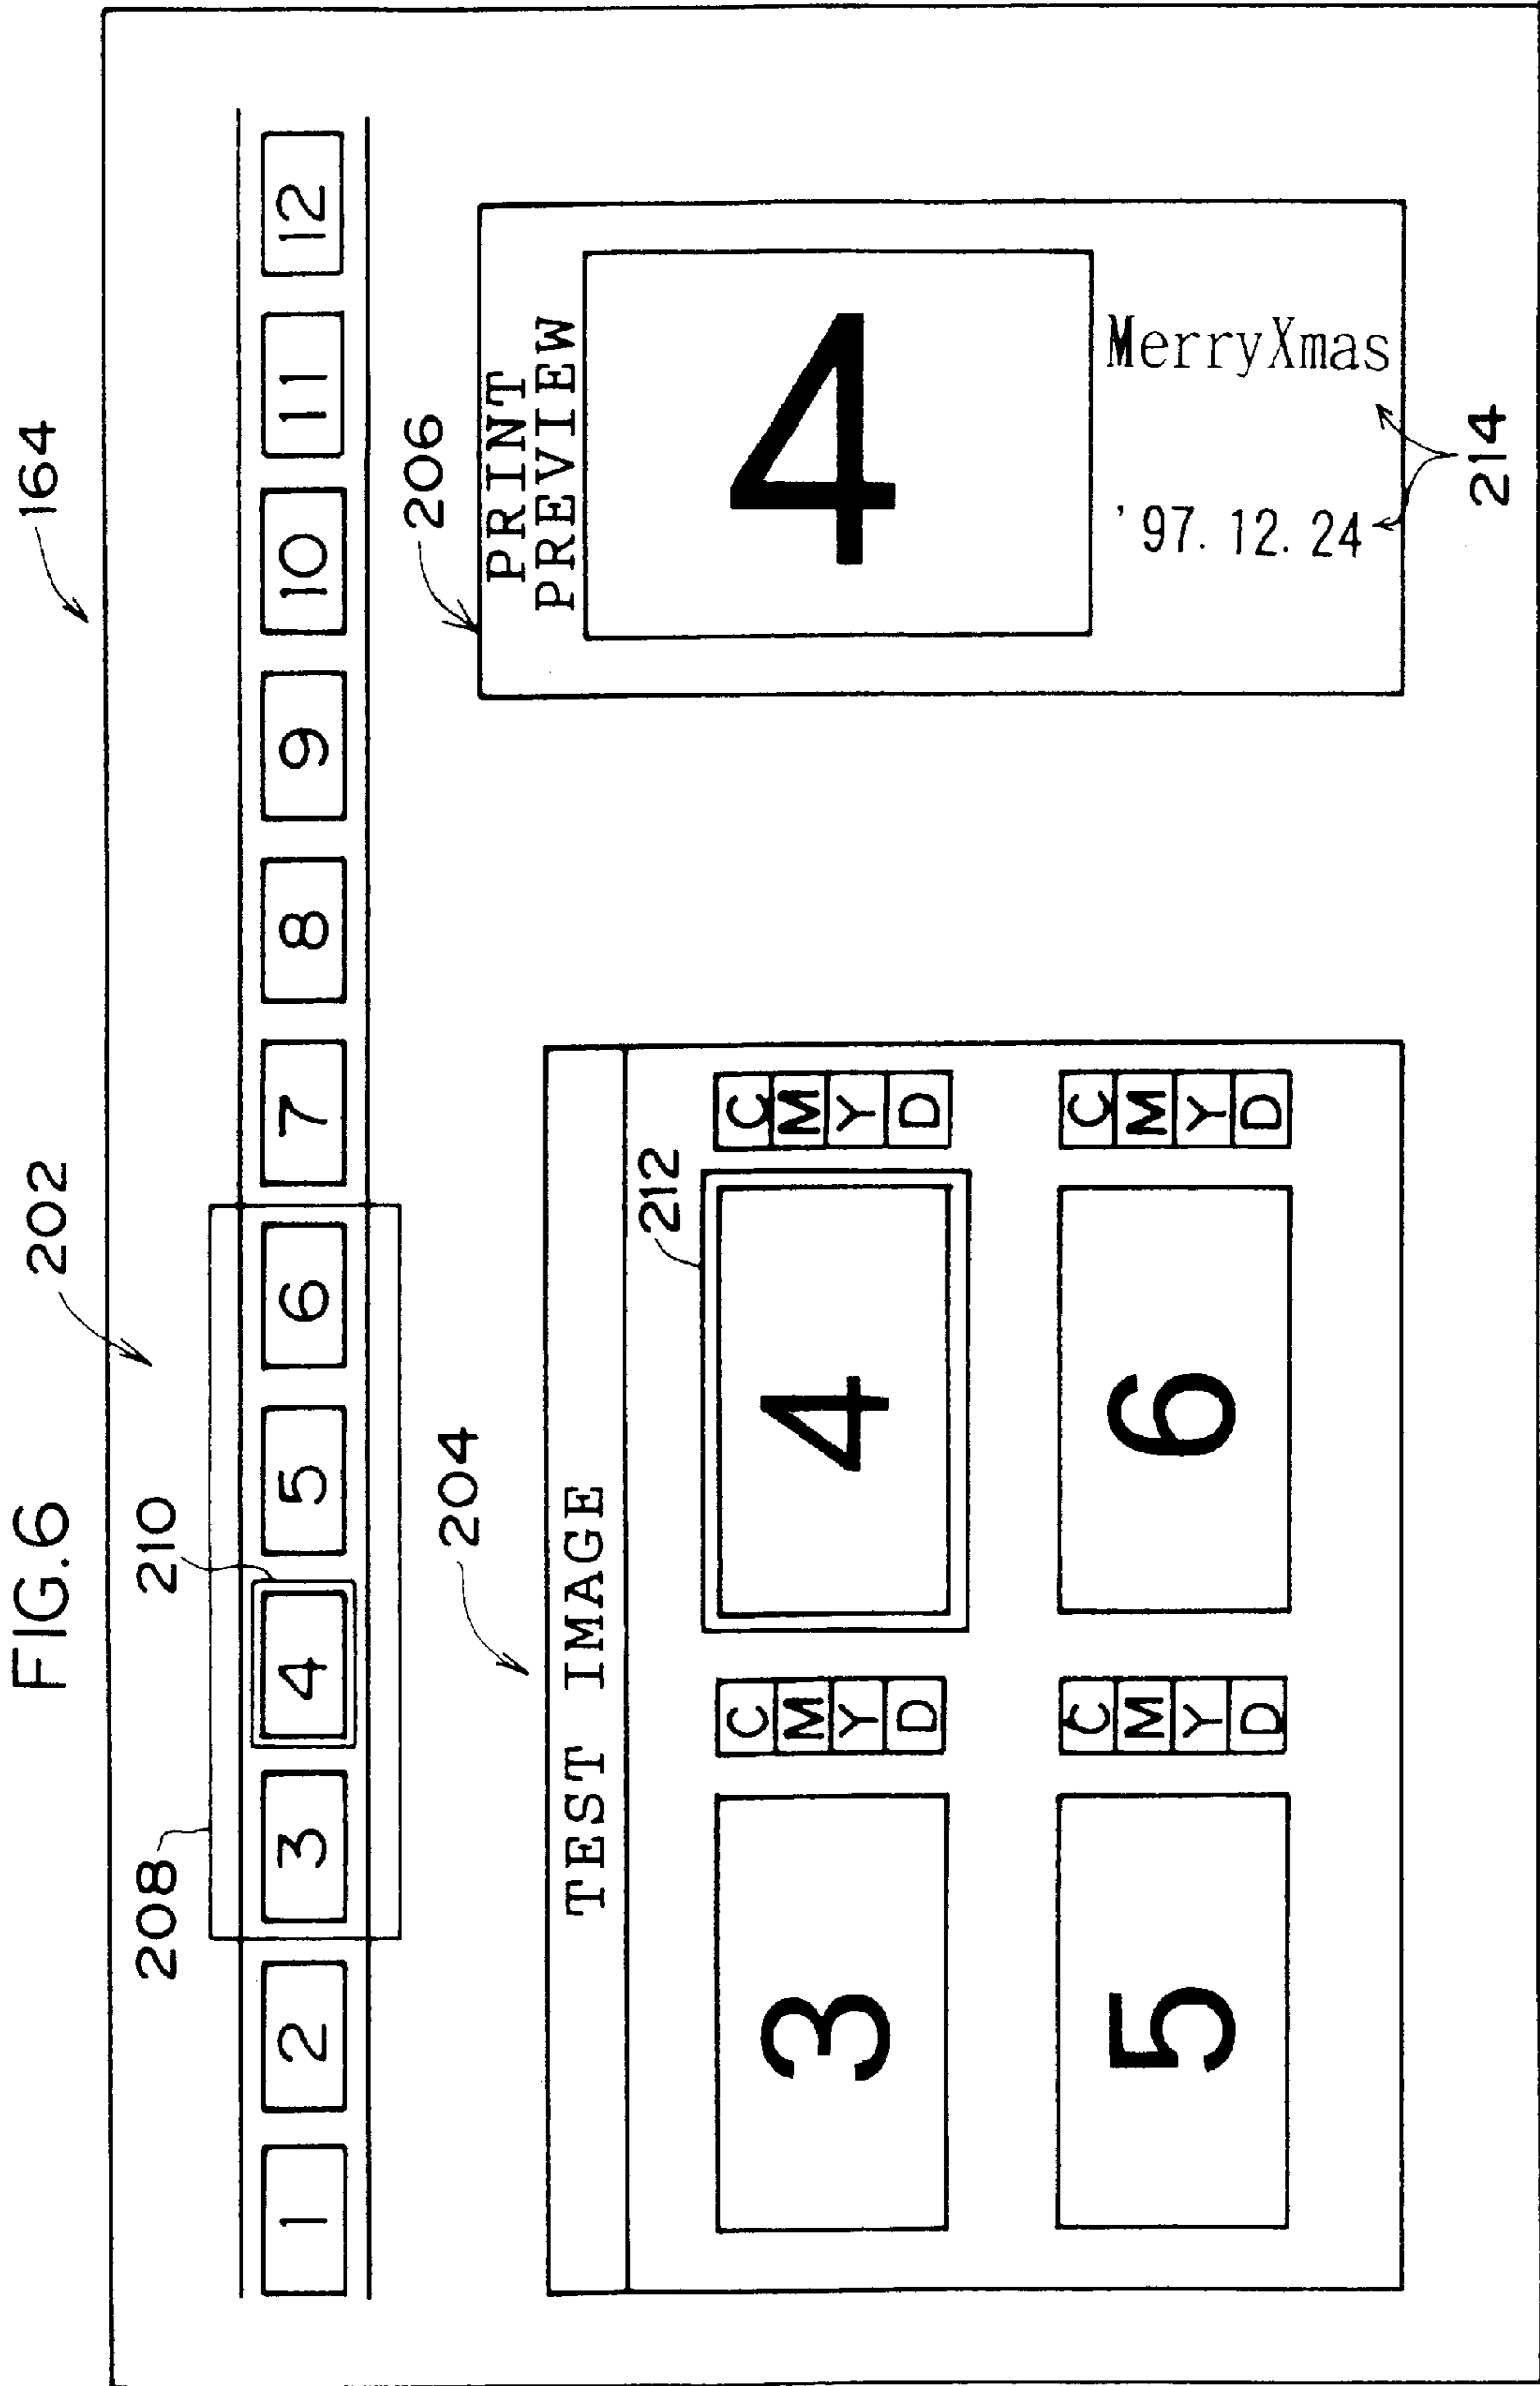 FIG.6
202
164
208
210
1 2 3 4 5 6 7 8 9 10 11 12
204
206
TEST IMAGE
212
3
C
M
Y
D
4
C
M
Y
D
5
C
M
Y
D
6
C
M
Y
D
PRINT
PREVIEW
4
'97.12.24
MerryXmas
214